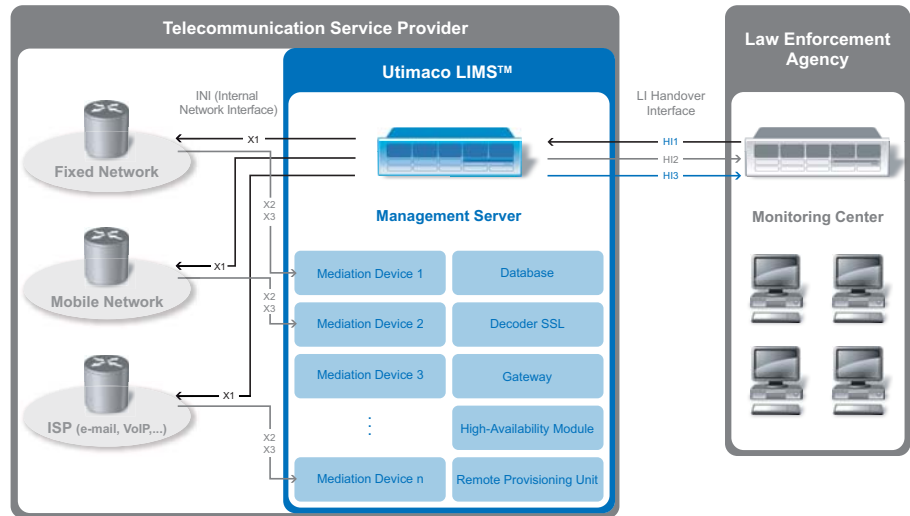 Telecommunication Service Provider
Law Enforcement
Agency
Utimaco LIMS™
INI (Internal
Network Interface)
LI Handover
Interface
X1
HI1
HI2
HI3
Fixed Network
Management Server
Monitoring Center
X2
X3
X1
Mediation Device 1
Database
Mobile Network
X2
X3
Mediation Device 2
Decoder SSL
Mediation Device 3
Gateway
X1
ISP (e-mail, VoIP,...)
High-Availability Module
X2
X3
Mediation Device n
Remote Provisioning Unit